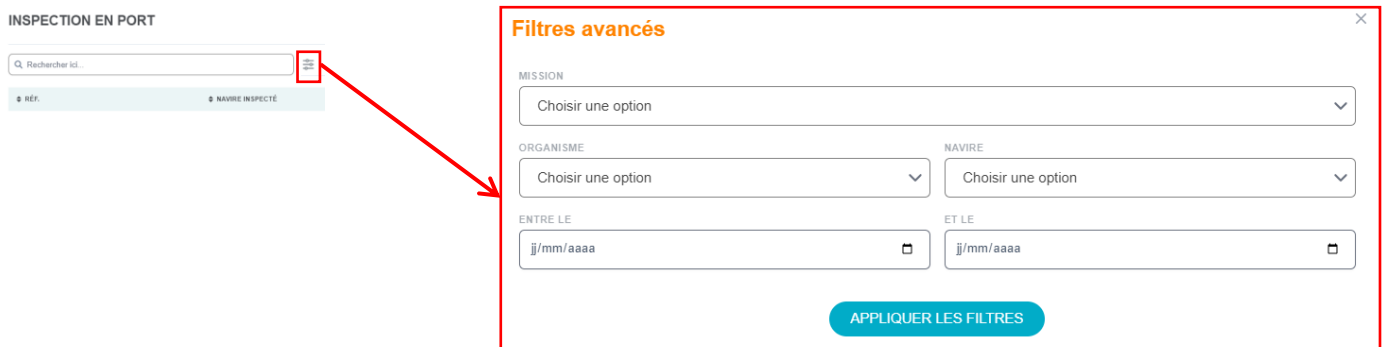 INSPECTION EN PORT
Rechercher ici...
RÉF.
NAVIRE INSPECTÉ
Filtres avancés
MISSION
Choisir une option
ORGANISME
NAVIRE
Choisir une option
Choisir une option
ENTRE LE
ET LE
jj/mm/aaaa
jj/mm/aaaa
APPLIQUER LES FILTRES